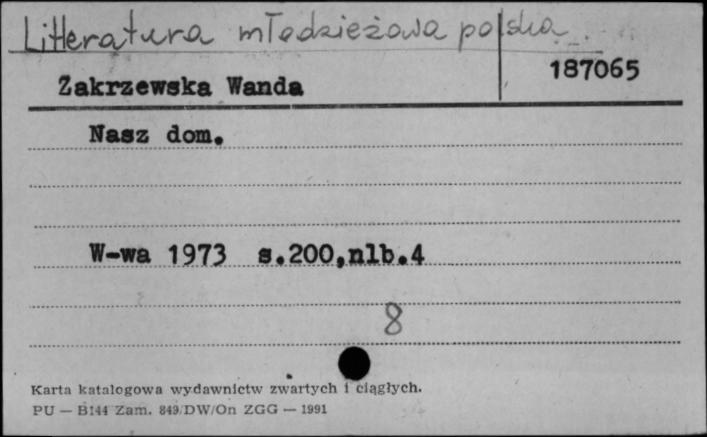 Litteratura młodzieżowa polska
187065
Zakrzewska Wanda
Nasz dom.
W-wa 1973 s.200,nlb.4
8
Karta katalogowa wydawnictw zwartych i ciągłych.
PU — B144 Zam. 849/DW/On ZGG — 1991